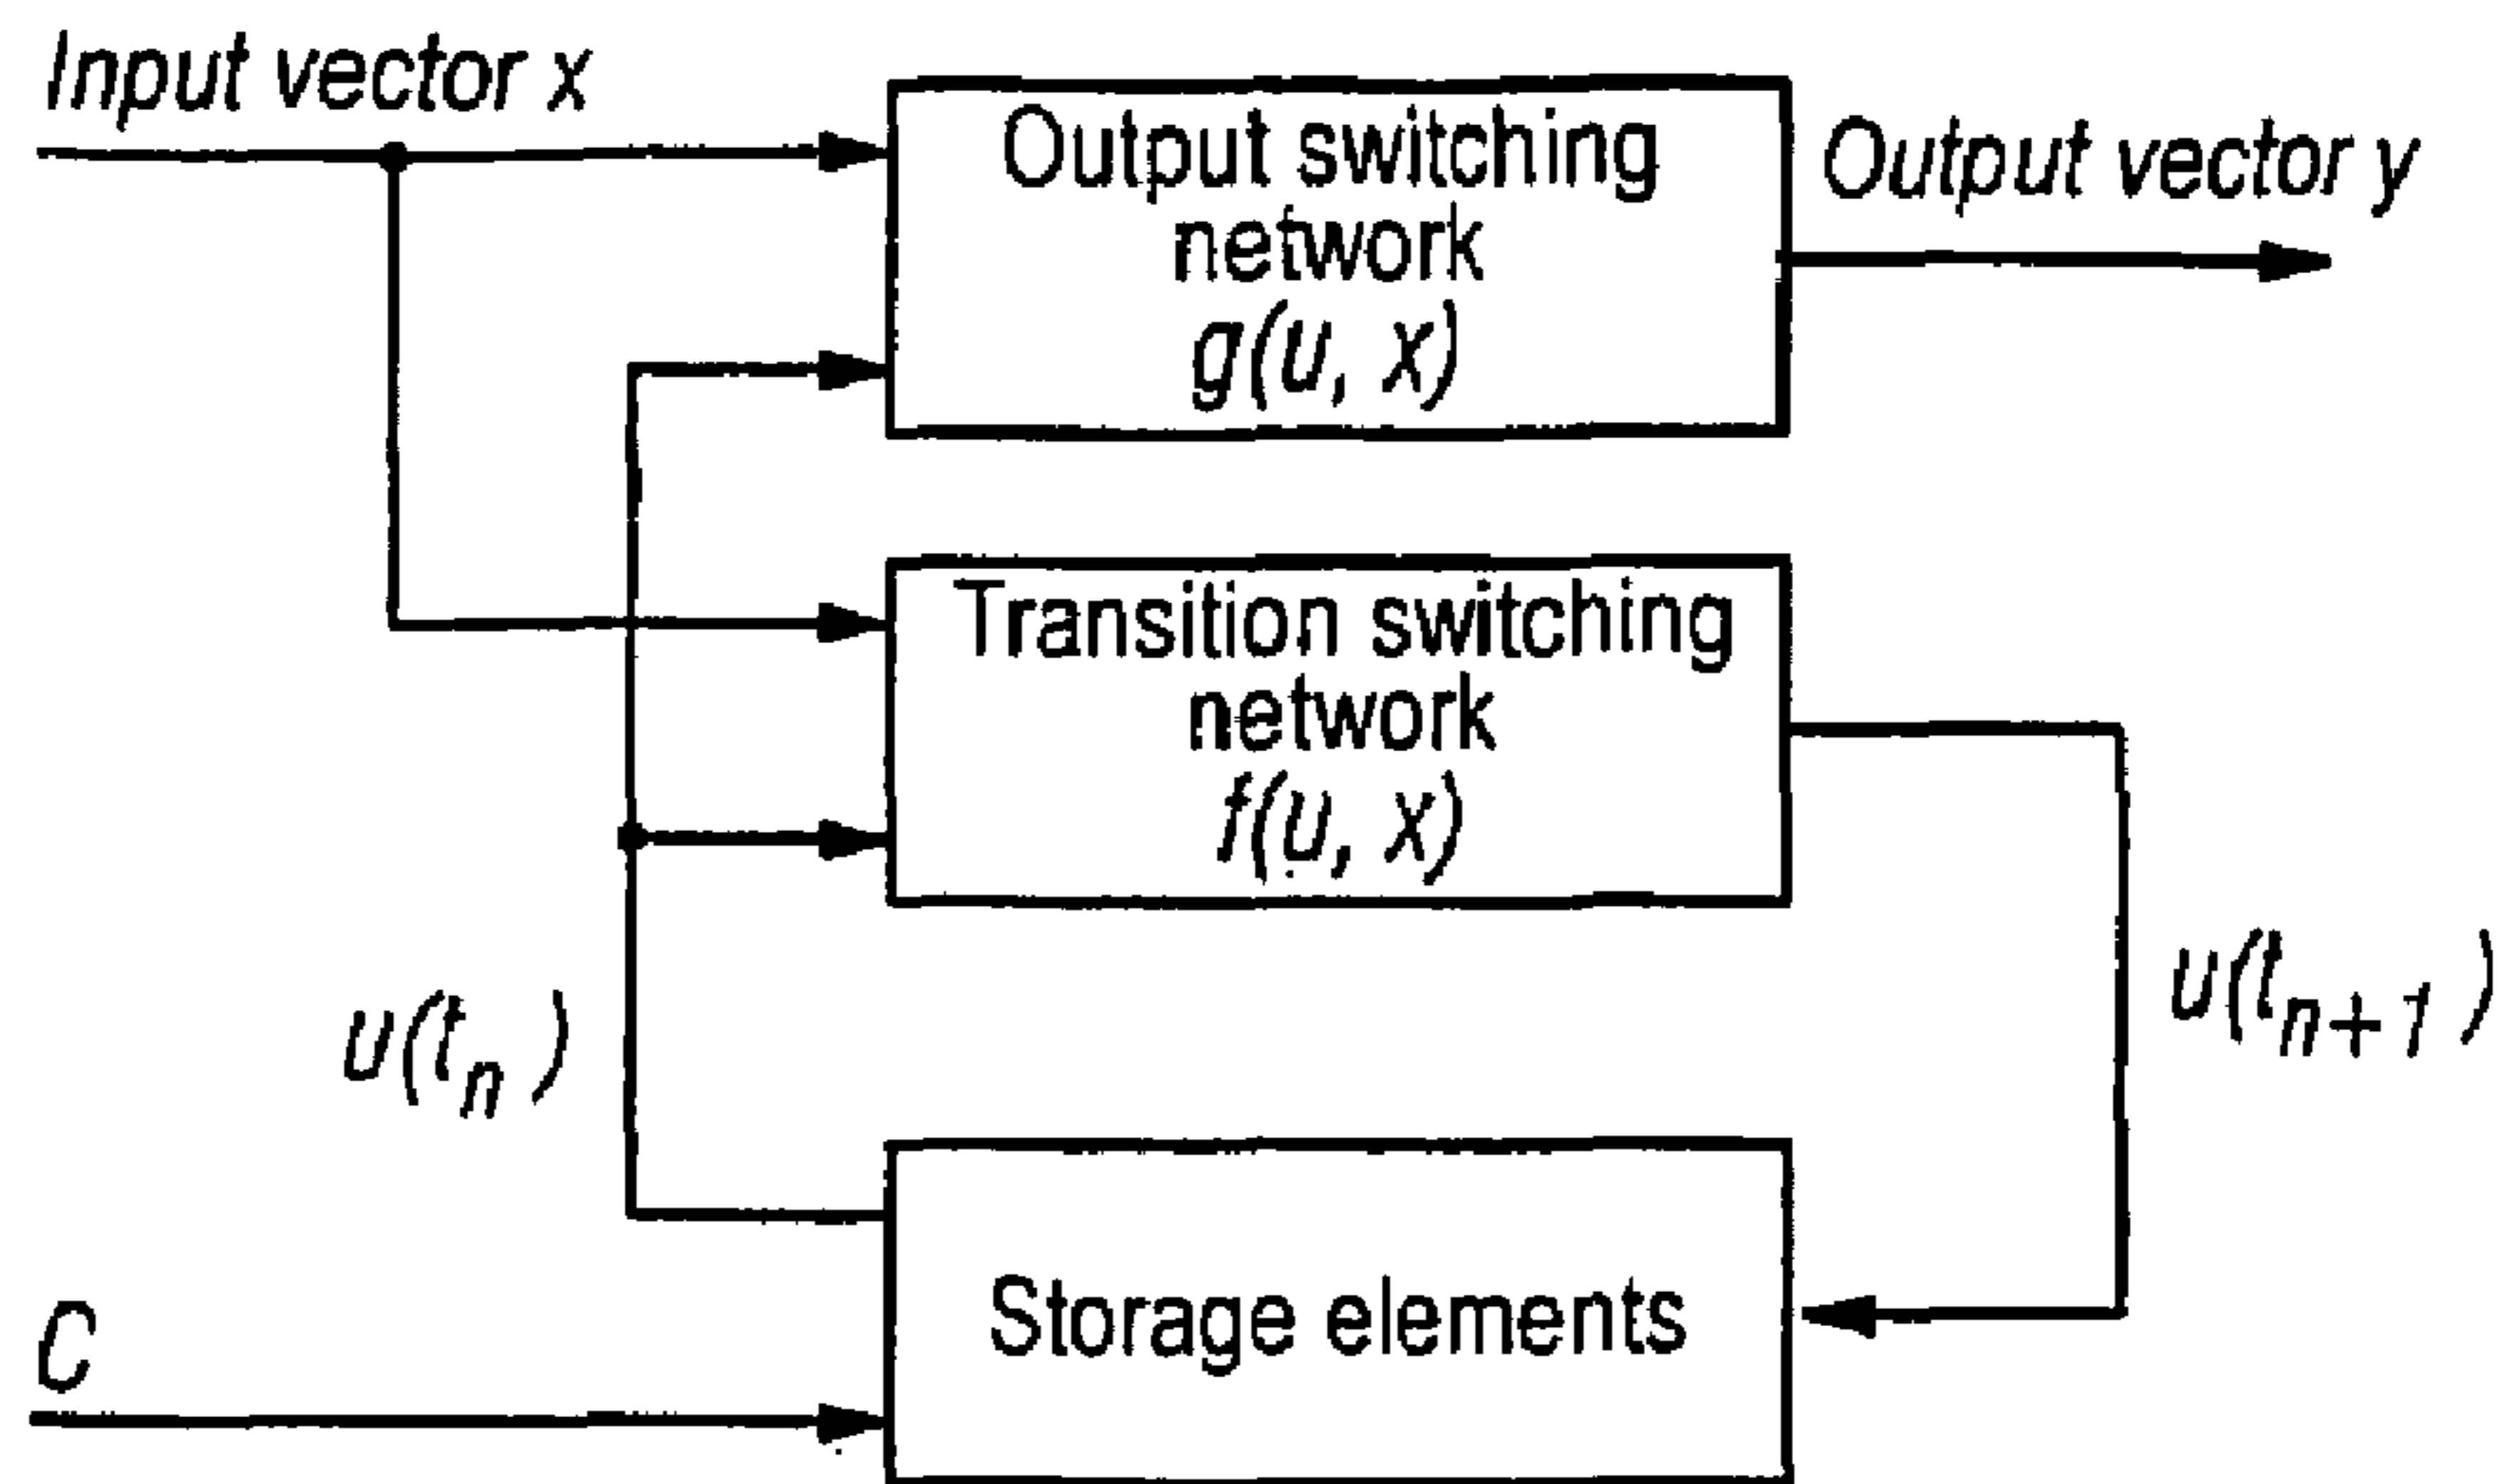 Input vector x
Output switching
network
g(u, x)
Output vector y
Transition switching
network
f(u, x)
u(tn)
u(tn+1)
C
Storage elements